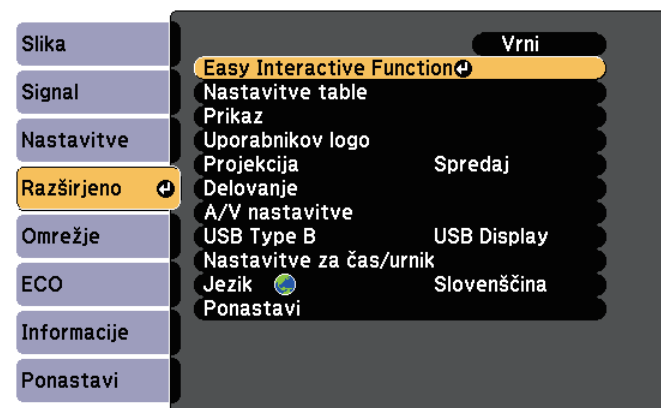 Slika
Signal
Nastavitve
Razširjeno
Omrežje
ECO
Informacije
Ponastavi
Vrni
Easy Interactive Function
Nastavitve table
Prikaz
Uporabnikov logo
Projekcija Spredaj
Delovanje
A/V nastavitve
USB Type B USB Display
Nastavitve za čas/urnik
Jezik Slovenščina
Ponastavi